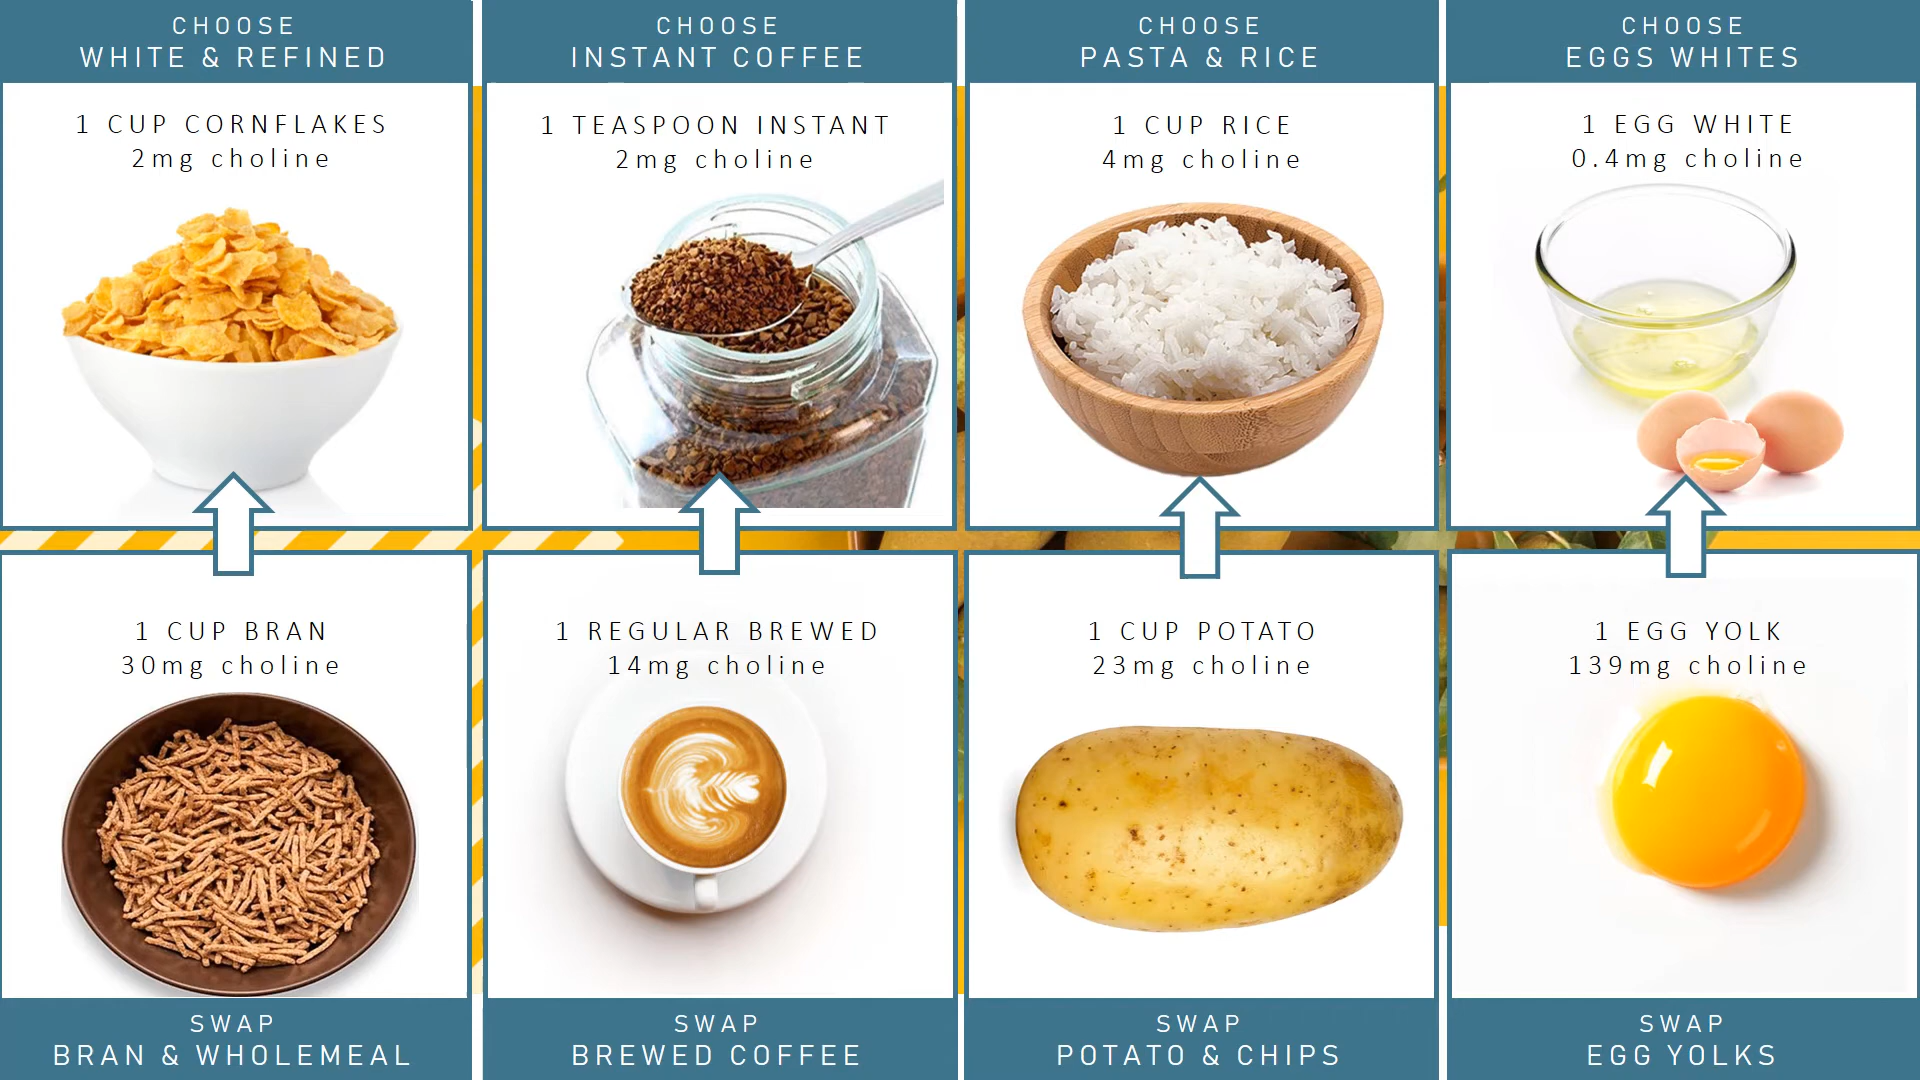 CHOOSE
WHITE & REFINED
1 CUP CORNFLAKES
2mg choline
1 CUP BRAN
30mg choline
SWAP
BRAN & WHOLEMEAL
CHOOSE
INSTANT COFFEE
1 TEASPOON INSTANT
2mg choline
1 REGULAR BREWED
14mg choline
SWAP
BREWED COFFEE
CHOOSE
PASTA & RICE
1 CUP RICE
4mg choline
1 CUP POTATO
23mg choline
SWAP
POTATO & CHIPS
CHOOSE
EGGS WHITES
1 EGG WHITE
0.4mg choline
1 EGG YOLK
139mg choline
SWAP
EGG YOLKS